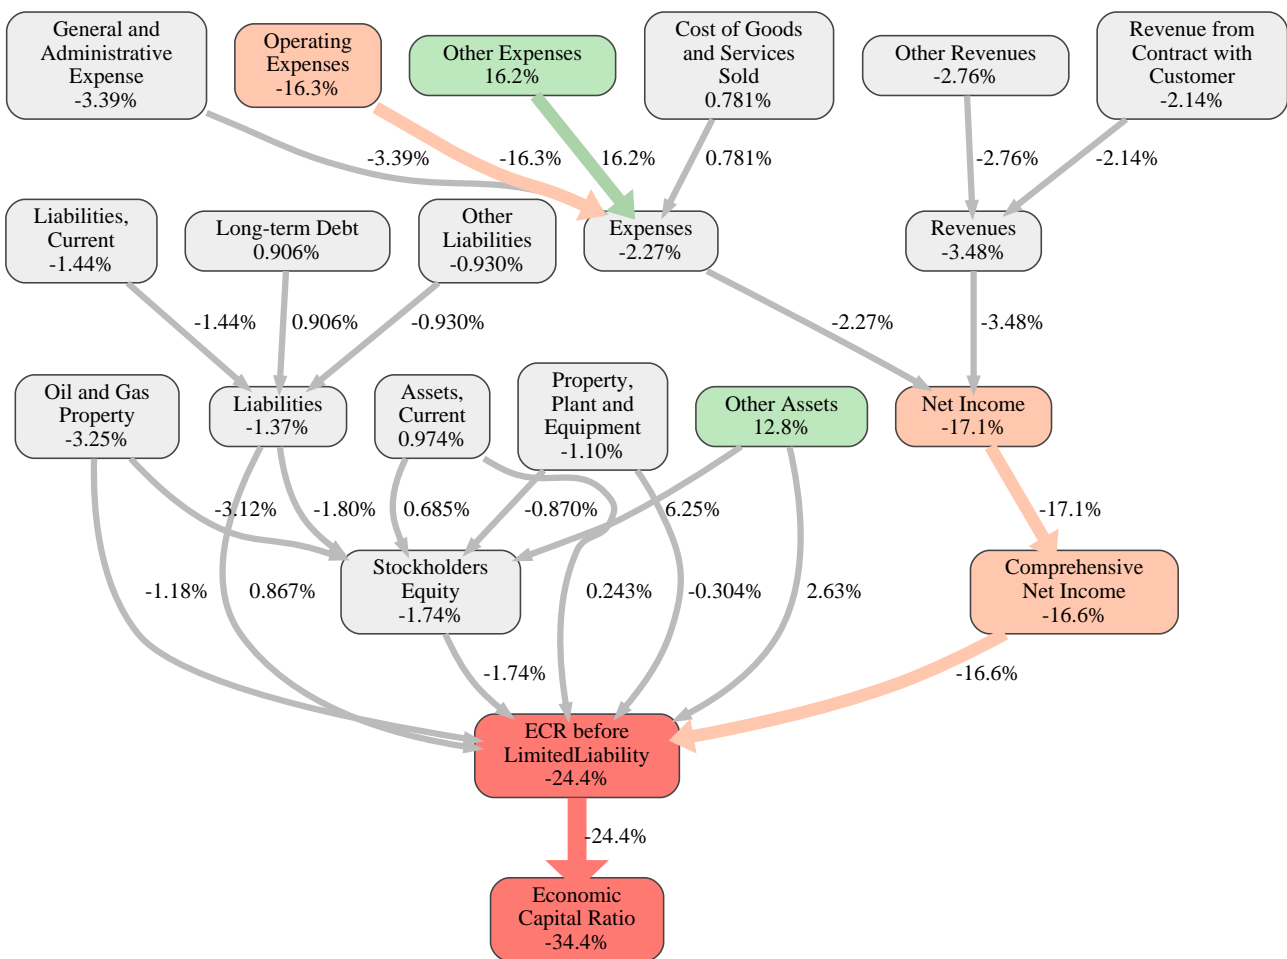 General and
Administrative
Expense
-3.39%
Operating
Expenses
-16.3%
Other Expenses
16.2%
Cost of Goods
and Services
Sold
0.781%
Other Revenues
-2.76%
Revenue from
Contract with
Customer
-2.14%
-3.39%
-16.3%
16.2%
0.781%
-2.76%
-2.14%
Liabilities,
Current
-1.44%
Long-term Debt
0.906%
Other
Liabilities
-0.930%
Expenses
-2.27%
Revenues
-3.48%
-1.44%
0.906%
-0.930%
-2.27%
-3.48%
Oil and Gas
Property
-3.25%
Liabilities
-1.37%
Assets,
Current
0.974%
Property,
Plant and
Equipment
-1.10%
Other Assets
12.8%
Net Income
-17.1%
-3.12%
-1.80%
0.685%
-0.870%
6.25%
-17.1%
Stockholders
Equity
-1.74%
Comprehensive
Net Income
-16.6%
-1.18%
0.867%
0.243%
-0.304%
2.63%
-1.74%
-16.6%
ECR before
LimitedLiability
-24.4%
-24.4%
Economic
Capital Ratio
-34.4%